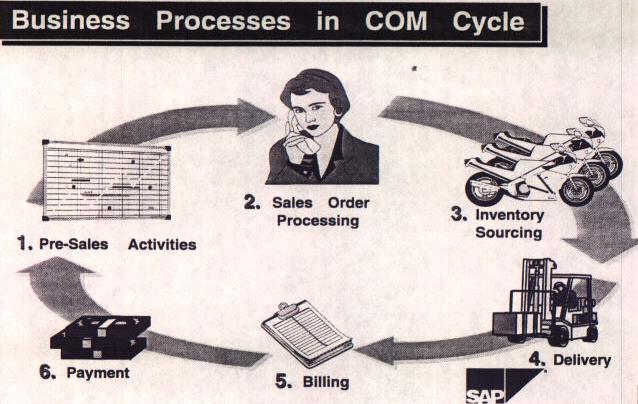 Business Processes in COM Cycle
1. Pre-Sales Activities
2. Sales Order
Processing
3. Inventory
Sourcing
4. Delivery
5. Billing
6. Payment
SAP